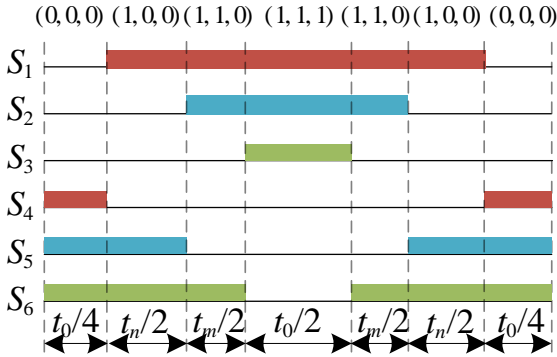 (0,0,0) (1,0,0) (1,1,0) (1,1,1) (1,1,0) (1,0,0) (0,0,0)
S₁
S₂
S₃
S₄
S₅
S₆
t₀/4 tₙ/2 tₘ/2 t₀/2 tₘ/2 tₙ/2 t₀/4